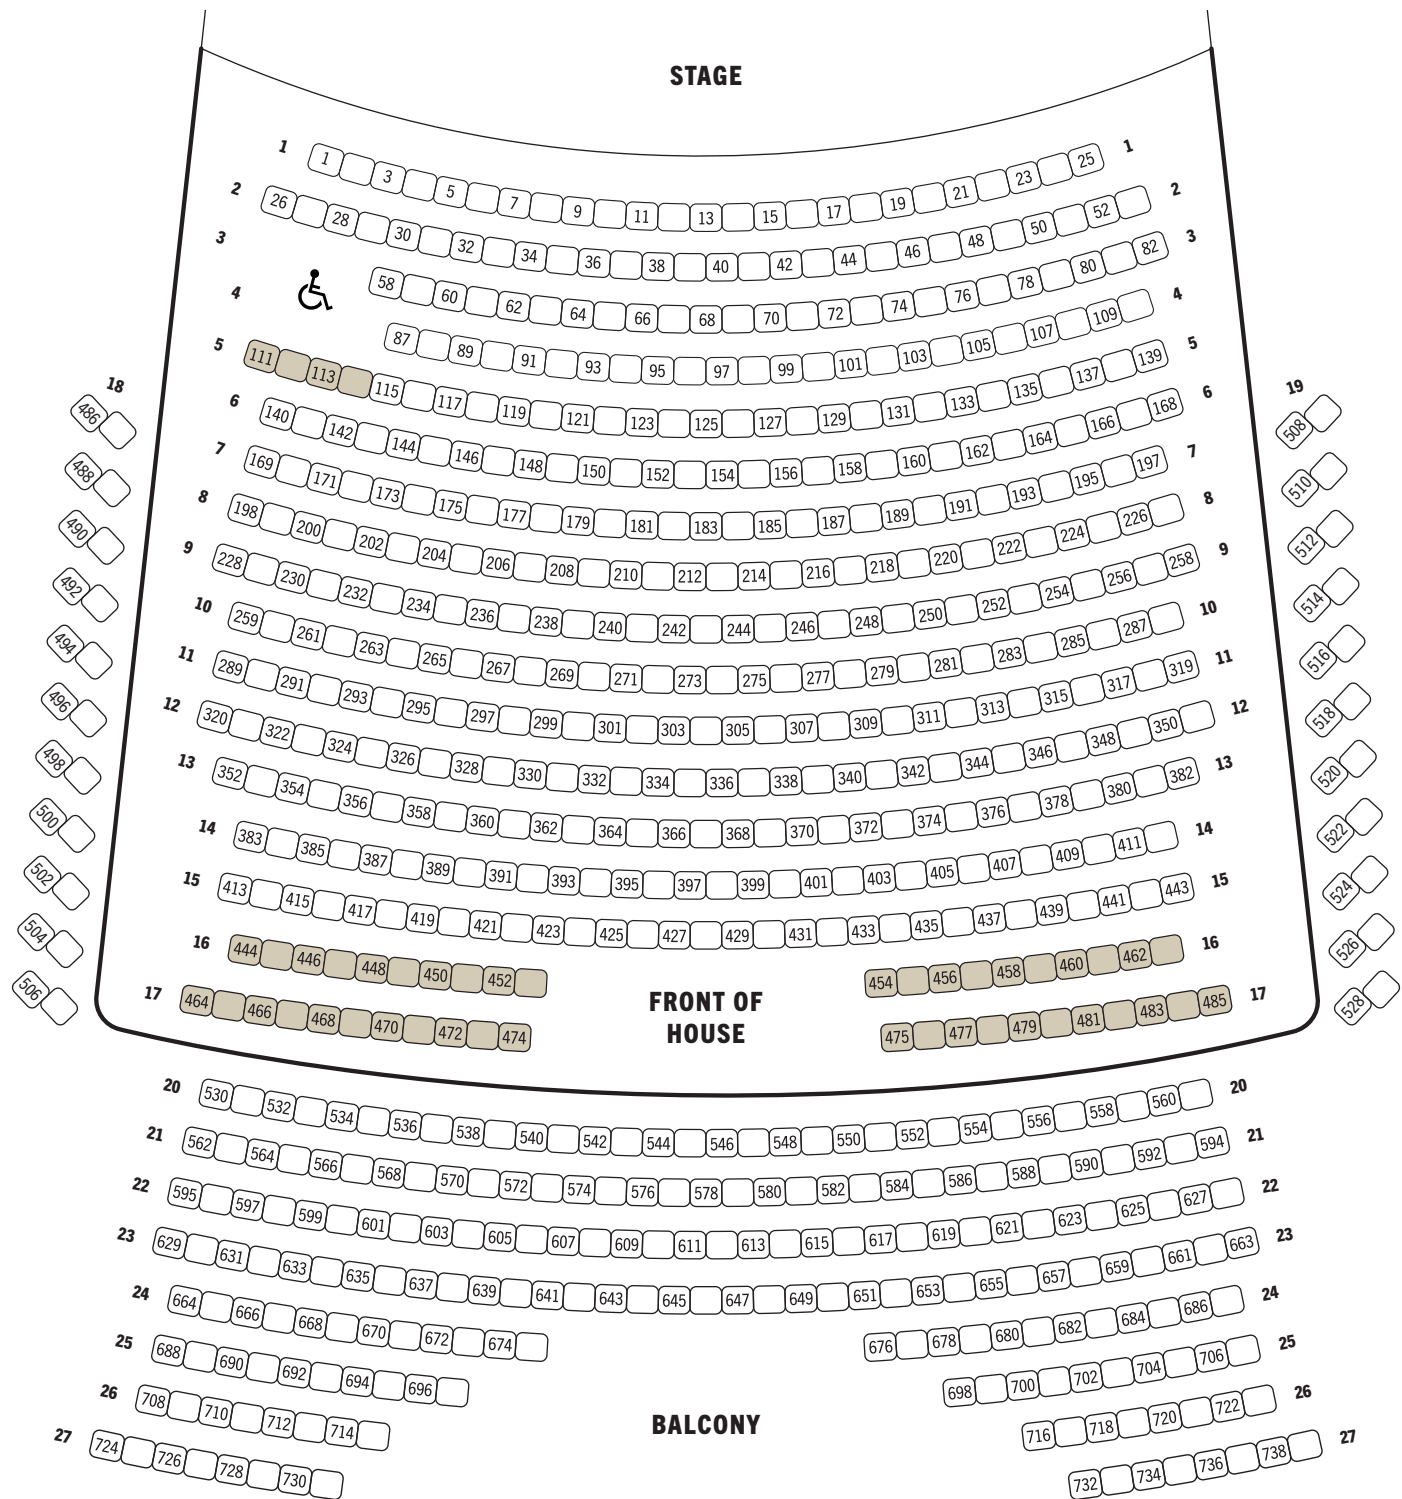 STAGE
1 1 3 5 7 9 11 13 15 17 19 21 23 25 1
2 26 28 30 32 34 36 38 40 42 44 46 48 50 52 2
3 58 60 62 64 66 68 70 72 74 76 78 80 82 3
4 87 89 91 93 95 97 99 101 103 105 107 109 4
5 111 113 115 117 119 121 123 125 127 129 131 133 135 137 139 5
6 140 142 144 146 148 150 152 154 156 158 160 162 164 166 168 6
7 169 171 173 175 177 179 181 183 185 187 189 191 193 195 197 7
8 198 200 202 204 206 208 210 212 214 216 218 220 222 224 226 8
9 228 230 232 234 236 238 240 242 244 246 248 250 252 254 256 258 9
10 259 261 263 265 267 269 271 273 275 277 279 281 283 285 287 10
11 289 291 293 295 297 299 301 303 305 307 309 311 313 315 317 319 11
12 320 322 324 326 328 330 332 334 336 338 340 342 344 346 348 350 12
13 352 354 356 358 360 362 364 366 368 370 372 374 376 378 380 382 13
14 383 385 387 389 391 393 395 397 399 401 403 405 407 409 411 14
15 413 415 417 419 421 423 425 427 429 431 433 435 437 439 441 443 15
16 444 446 448 450 452 454 456 458 460 462 16
17 464 466 468 470 472 474 475 477 479 481 483 485 17
FRONT OF
HOUSE
18
486
488
490
492
494
496
498
500
502
504
506
19
508
510
512
514
516
518
520
522
524
526
528
20 530 532 534 536 538 540 542 544 546 548 550 552 554 556 558 560 20
21 562 564 566 568 570 572 574 576 578 580 582 584 586 588 590 592 594 21
22 595 597 599 601 603 605 607 609 611 613 615 617 619 621 623 625 627 22
23 629 631 633 635 637 639 641 643 645 647 649 651 653 655 657 659 661 663 23
24 664 666 668 670 672 674 676 678 680 682 684 686 24
25 688 690 692 694 696 698 700 702 704 706 25
26 708 710 712 714 716 718 720 722 26
27 724 726 728 730 732 734 736 738 27
BALCONY